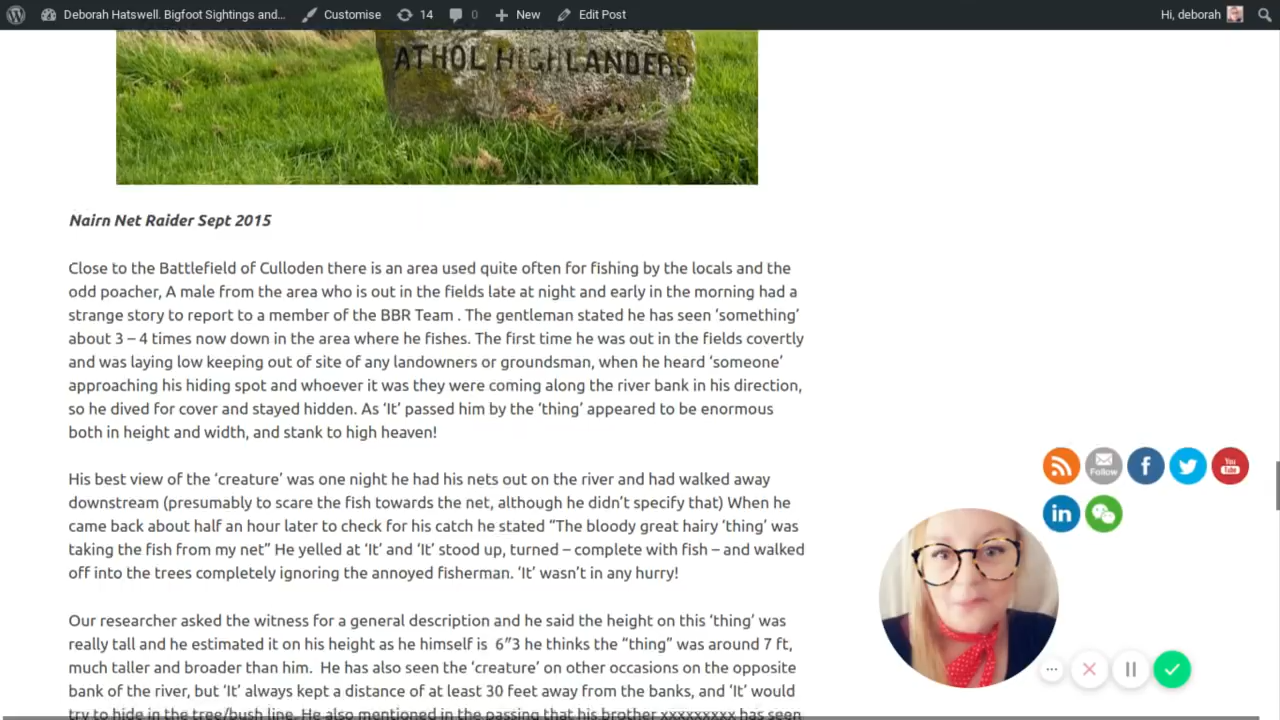 Deborah Hatswell. Bigfoot Sightings and...
Customise
14
0
New
Edit Post
Hi, deborah
ATHOL HIGHLANDERS
Nairn Net Raider Sept 2015
Close to the Battlefield of Culloden there is an area used quite often for fishing by the locals and the
odd poacher, A male from the area who is out in the fields late at night and early in the morning had a
strange story to report to a member of the BBR Team . The gentleman stated he has seen ‘something’
about 3 – 4 times now down in the area where he fishes. The first time he was out in the fields covertly
and was laying low keeping out of site of any landowners or groundsman, when he heard ‘someone’
approaching his hiding spot and whoever it was they were coming along the river bank in his direction,
so he dived for cover and stayed hidden. As ‘It’ passed him by the ‘thing’ appeared to be enormous
both in height and width, and stank to high heaven!
His best view of the ‘creature’ was one night he had his nets out on the river and had walked away
downstream (presumably to scare the fish towards the net, although he didn’t specify that) When he
came back about half an hour later to check for his catch he stated “The bloody great hairy ‘thing’ was
taking the fish from my net” He yelled at ‘It’ and ‘It’ stood up, turned – complete with fish – and walked
off into the trees completely ignoring the annoyed fisherman. ‘It’ wasn’t in any hurry!
Our researcher asked the witness for a general description and he said the height on this ‘thing’ was
really tall and he estimated it on his height as he himself is 6”3 he thinks the “thing” was around 7 ft,
much taller and broader than him. He has also seen the ‘creature’ on other occasions on the opposite
bank of the river, but ‘It’ always kept a distance of at least 30 feet away from the banks, and ‘It’ would
try to hide in the tree/bush line. He also mentioned in the passing that his brother xxxxxxxxx has seen
Follow
You Tube
in